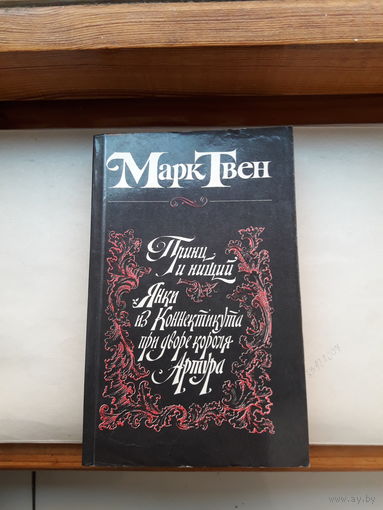 Марк Твен
Принц
и нищий
Янки
из Коннектикута
при дворе короля
Артура
www.ay.by